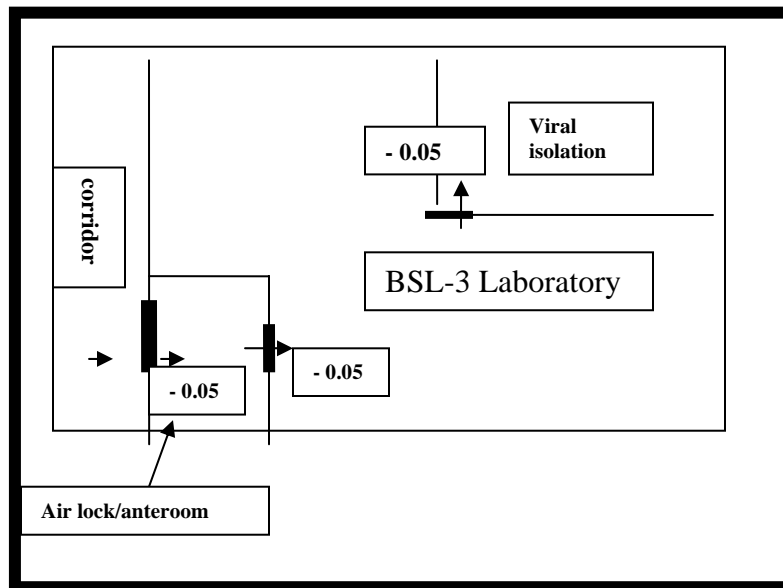 Viral
isolation
- 0.05
corridor
BSL-3 Laboratory
- 0.05
- 0.05
Air lock/anteroom